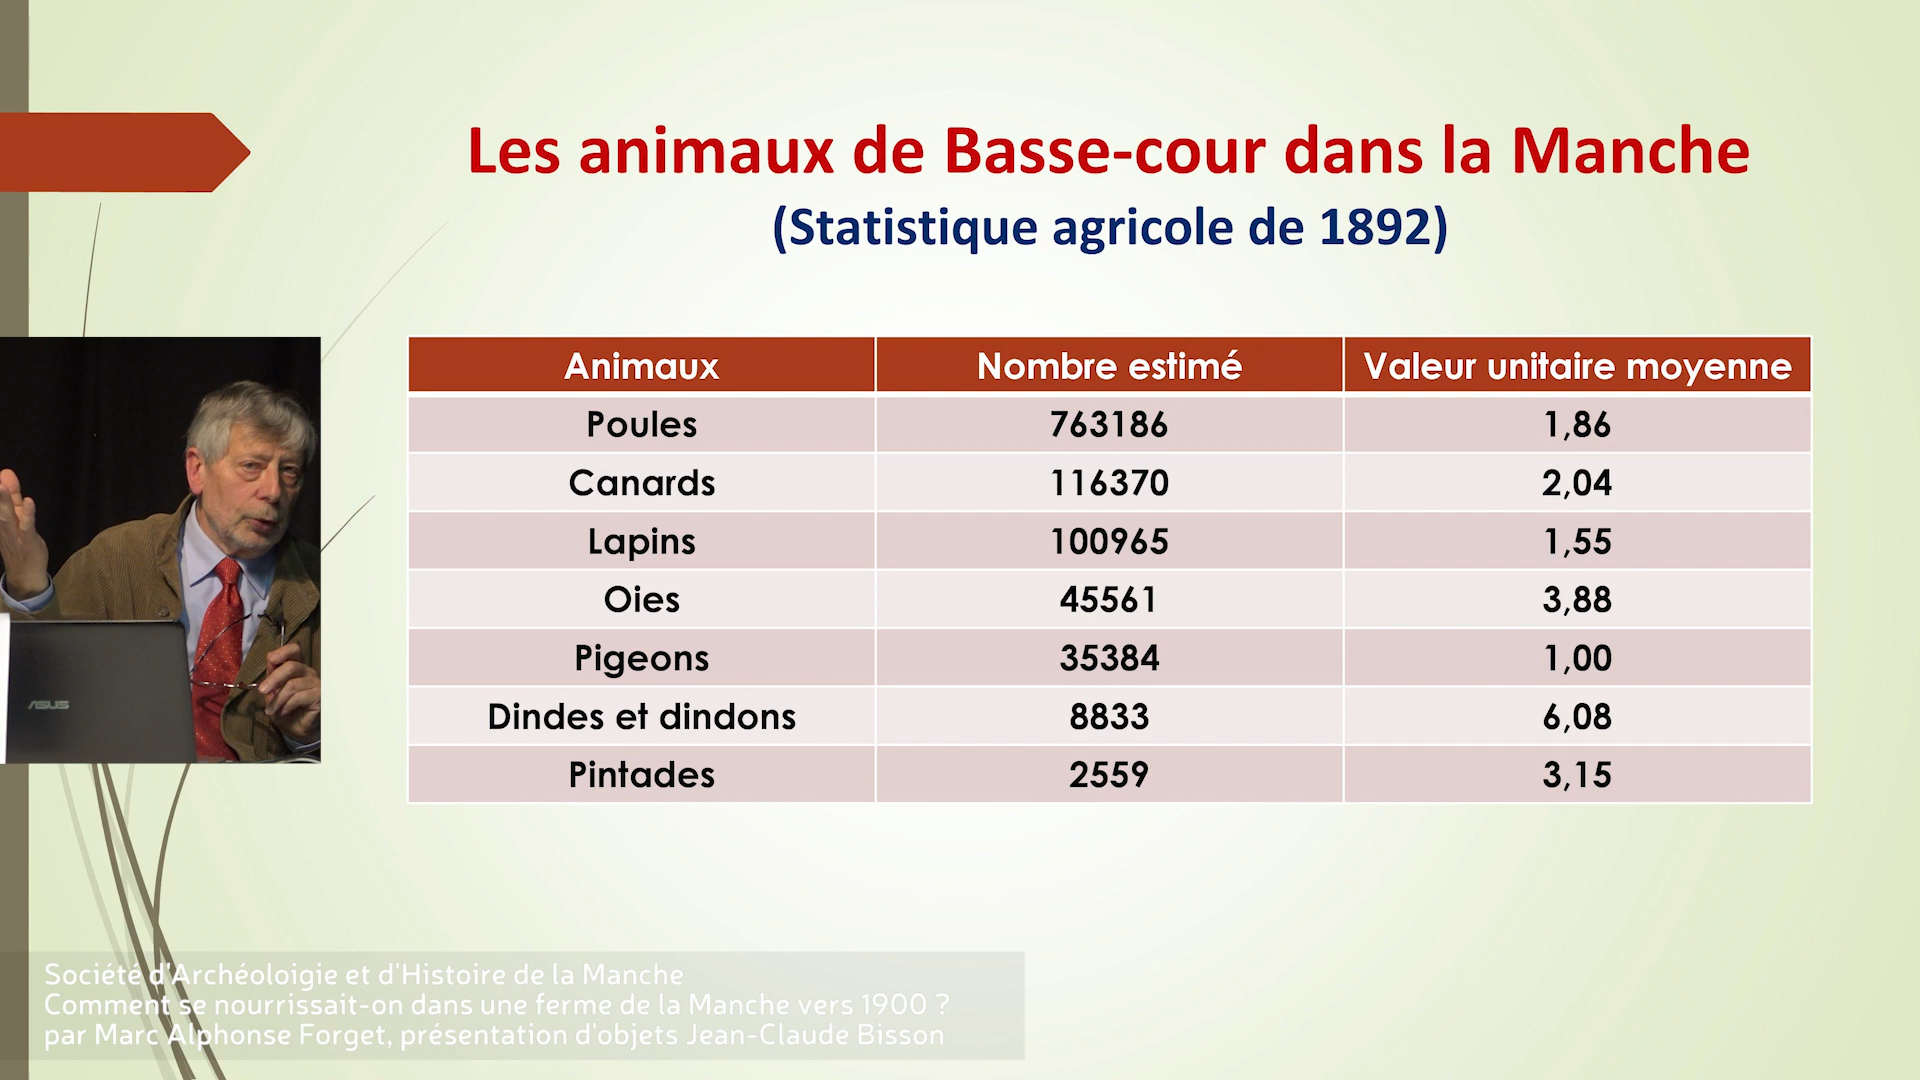 Les animaux de Basse-cour dans la Manche
(Statistique agricole de 1892)
Animaux Nombre estimé Valeur unitaire moyenne
Poules 763186 1,86
Canards 116370 2,04
Lapins 100965 1,55
Oies 45561 3,88
Pigeons 35384 1,00
Dindes et dindons 8833 6,08
Pintades 2559 3,15
ASUS
Société d'Archéoloigie et d'Histoire de la Manche
Comment se nourrissait-on dans une ferme de la Manche vers 1900 ?
par Marc Alphonse Forget, présentation d'objets Jean-Claude Bisson